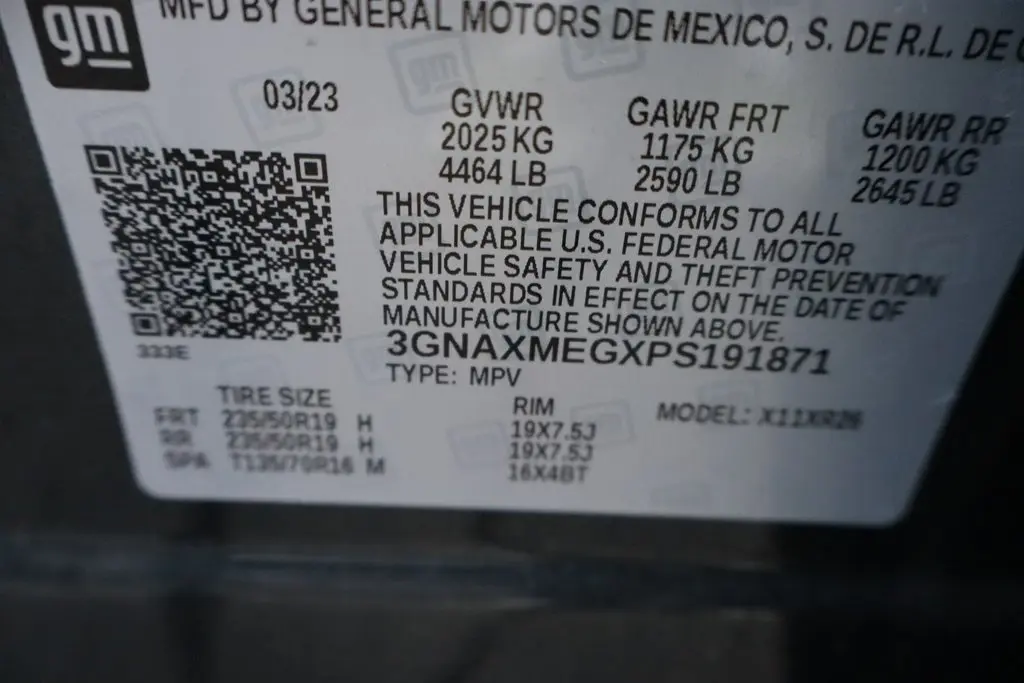 gm
MFD BY GENERAL MOTORS DE MEXICO, S. DE R.L. DE
03/23
GVWR GAWR FRT GAWR RR
2025 KG 1175 KG 1200 KG
4464 LB 2590 LB 2645 LB
THIS VEHICLE CONFORMS TO ALL
APPLICABLE U.S. FEDERAL MOTOR
VEHICLE SAFETY AND THEFT PREVENTION
STANDARDS IN EFFECT ON THE DATE OF
MANUFACTURE SHOWN ABOVE.
333E
3GNAXMEGXPS191871
TYPE: MPV
TIRE SIZE RIM MODEL: X11XR26
FRT 235/50R19 H 19X7.5J
RR 235/50R19 H 19X7.5J
SPA T135/70R16 M 16X4BT